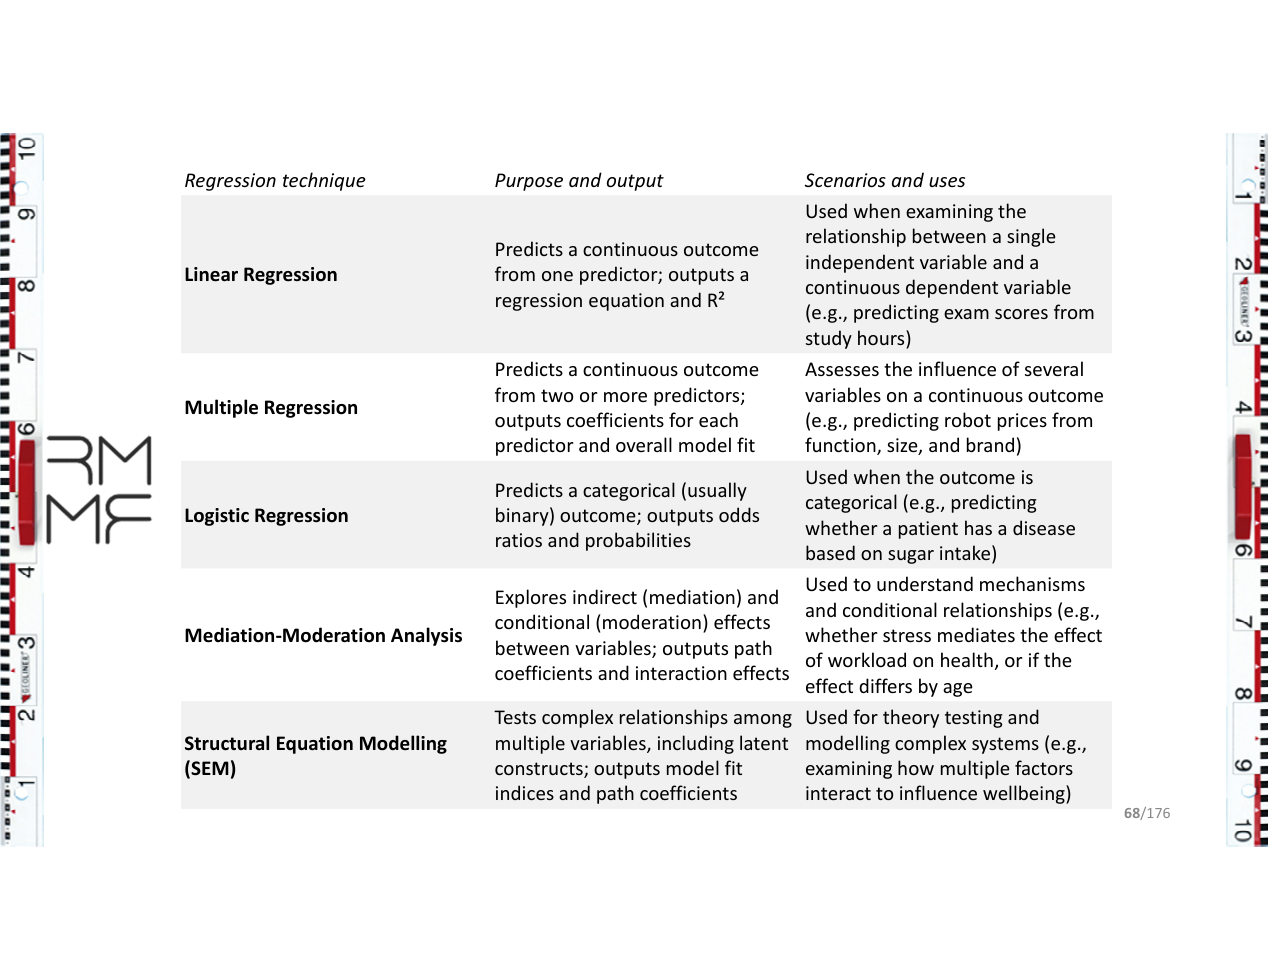 Regression technique
Purpose and output
Scenarios and uses
Linear Regression
Predicts a continuous outcome
from one predictor; outputs a
regression equation and R²
Used when examining the
relationship between a single
independent variable and a
continuous dependent variable
(e.g., predicting exam scores from
study hours)
Multiple Regression
Predicts a continuous outcome
from two or more predictors;
outputs coefficients for each
predictor and overall model fit
Assesses the influence of several
variables on a continuous outcome
(e.g., predicting robot prices from
function, size, and brand)
Logistic Regression
Predicts a categorical (usually
binary) outcome; outputs odds
ratios and probabilities
Used when the outcome is
categorical (e.g., predicting
whether a patient has a disease
based on sugar intake)
Mediation-Moderation Analysis
Explores indirect (mediation) and
conditional (moderation) effects
between variables; outputs path
coefficients and interaction effects
Used to understand mechanisms
and conditional relationships (e.g.,
whether stress mediates the effect
of workload on health, or if the
effect differs by age
Structural Equation Modelling
(SEM)
Tests complex relationships among
multiple variables, including latent
constructs; outputs model fit
indices and path coefficients
Used for theory testing and
modelling complex systems (e.g.,
examining how multiple factors
interact to influence wellbeing)
68/176
RM
MF
10
9
8
7
6
4
3
GEOLINER
2
1
1
2
GEOLINER
3
4
6
7
8
9
10